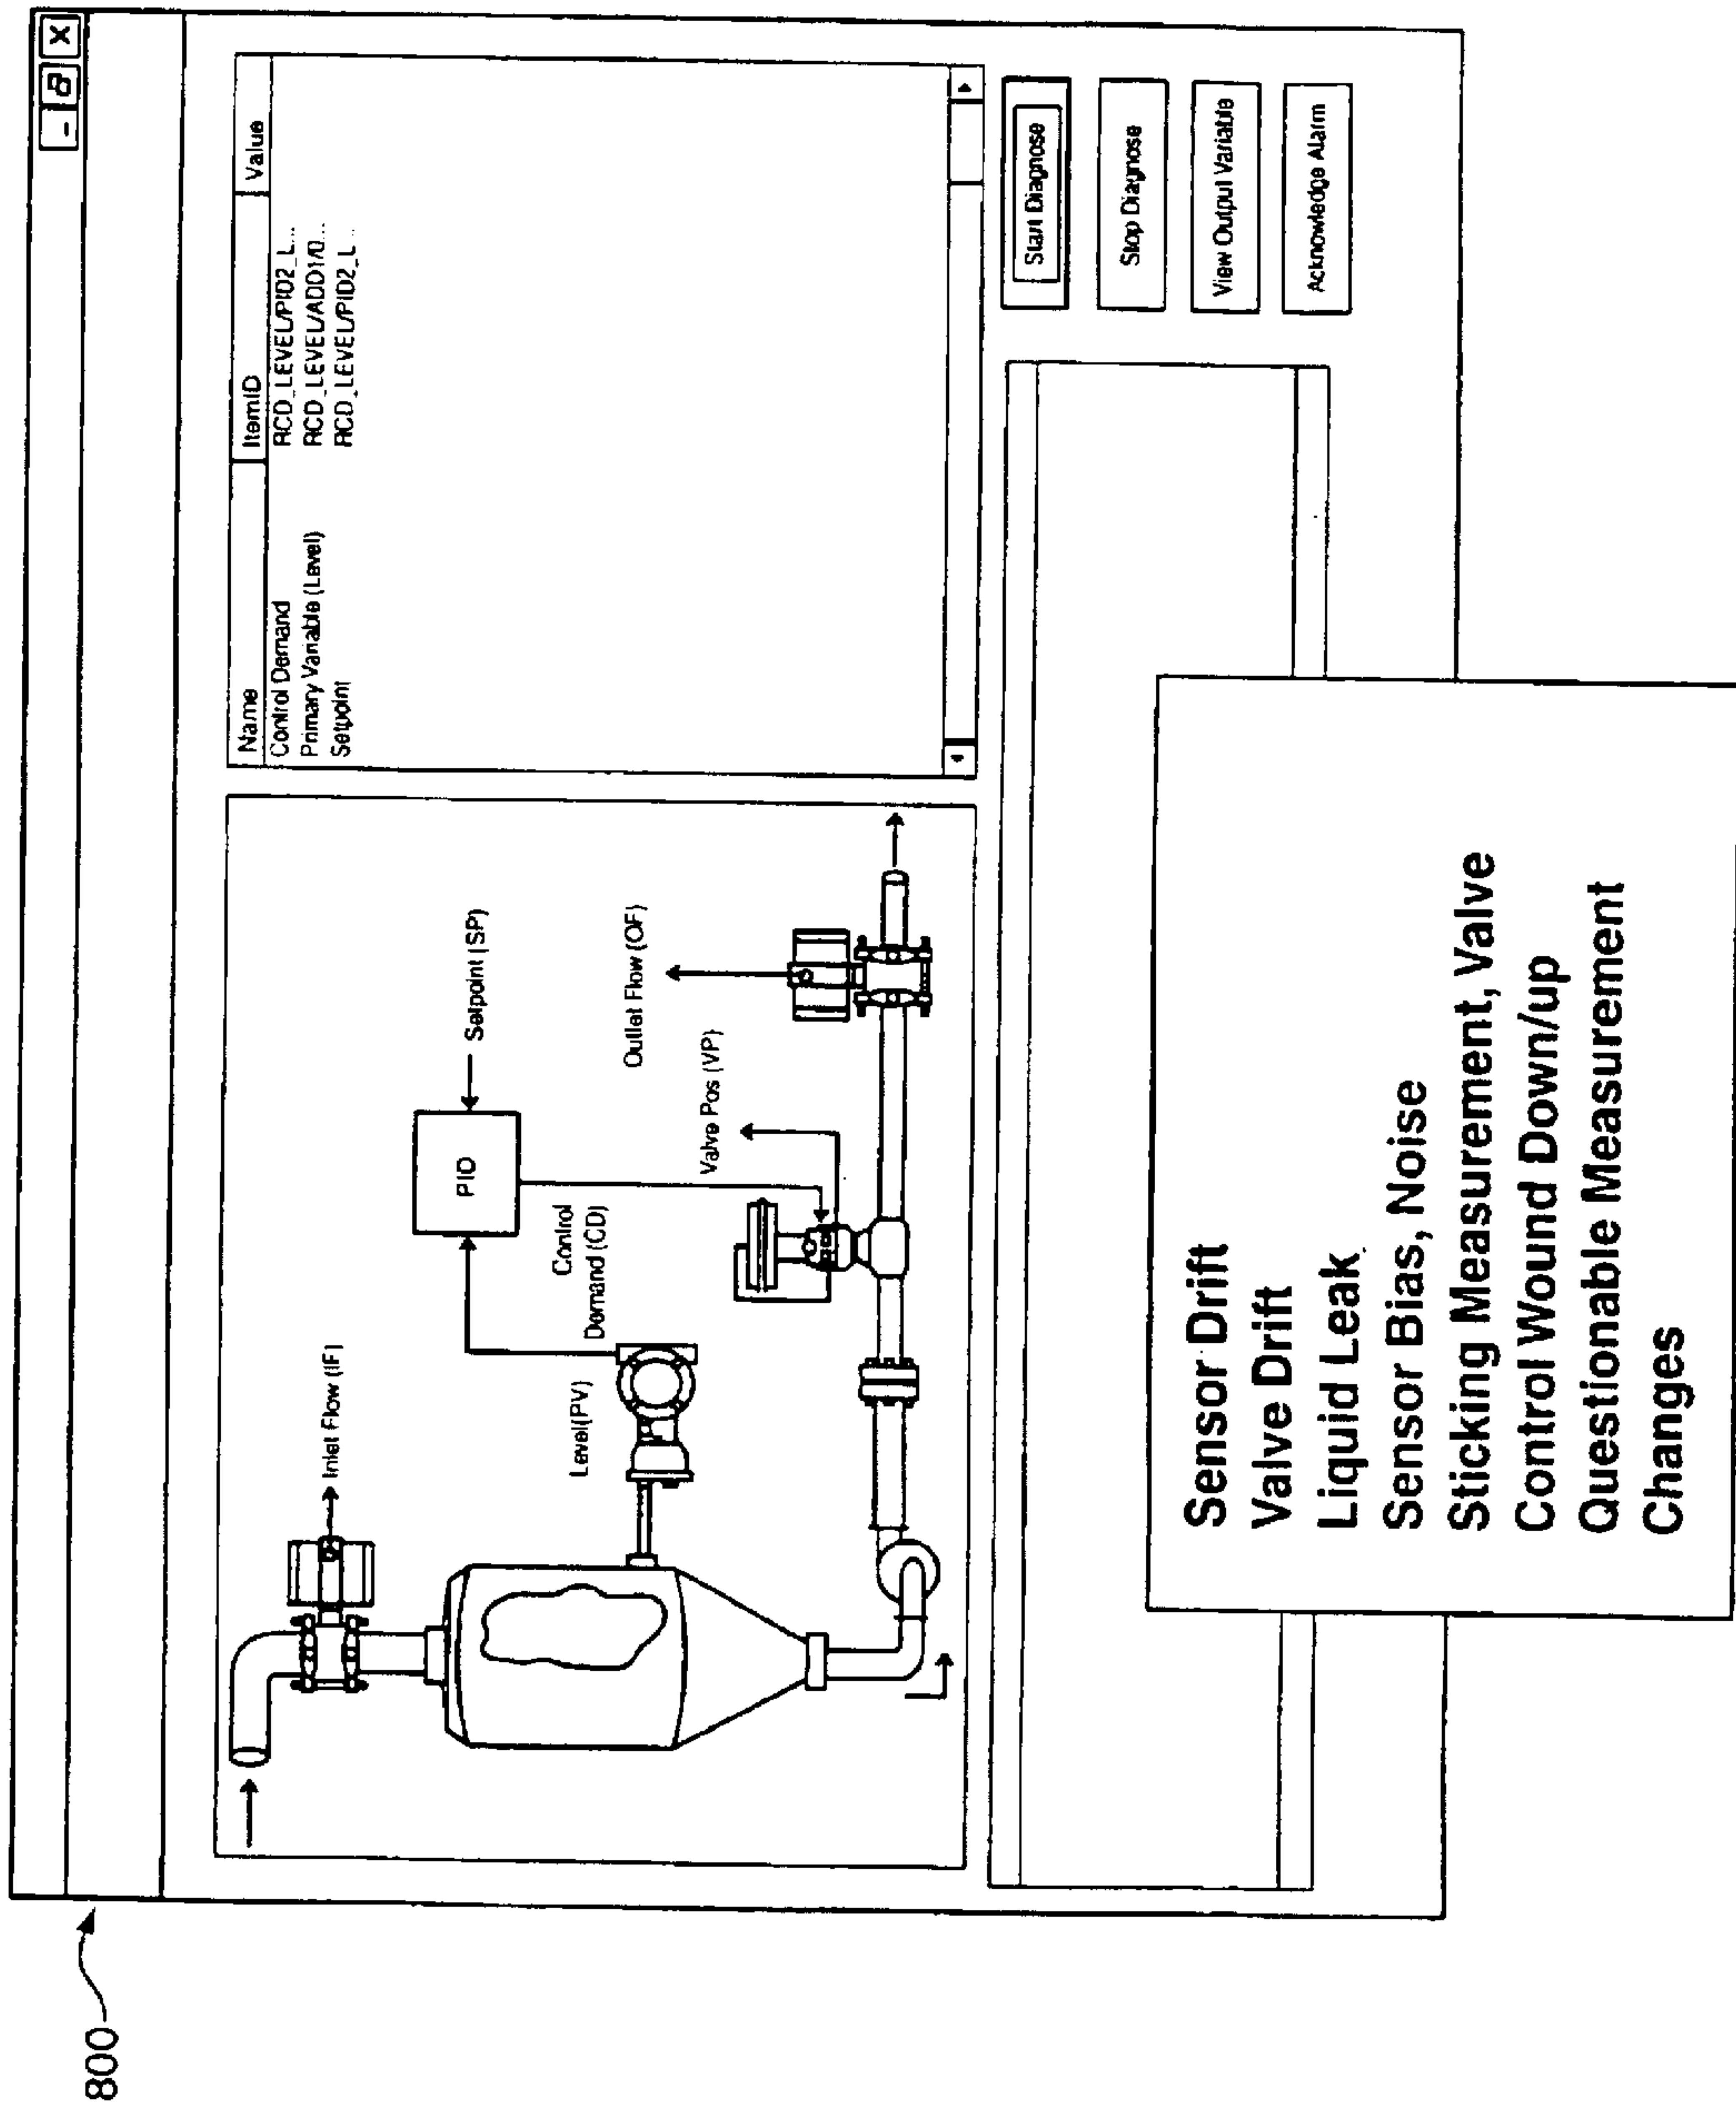 800
Name ItemID Value
Control Demand RCD_LEVEL/PID2_L...
Primary Variable (Level) RCD_LEVEL/ADD1/O...
Setpoint RCD_LEVEL/PID2_L...
Inlet Flow (IF)
Level(PV)
Control
Demand (CD)
PID
Setpoint (SP)
Valve Pos (VP)
Outlet Flow (OF)
Start Diagnose
Stop Diagnose
View Output Variable
Acknowledge Alarm
Sensor Drift
Valve Drift
Liquid Leak
Sensor Bias, Noise
Sticking Measurement, Valve
Control Wound Down/up
Questionable Measurement
Changes